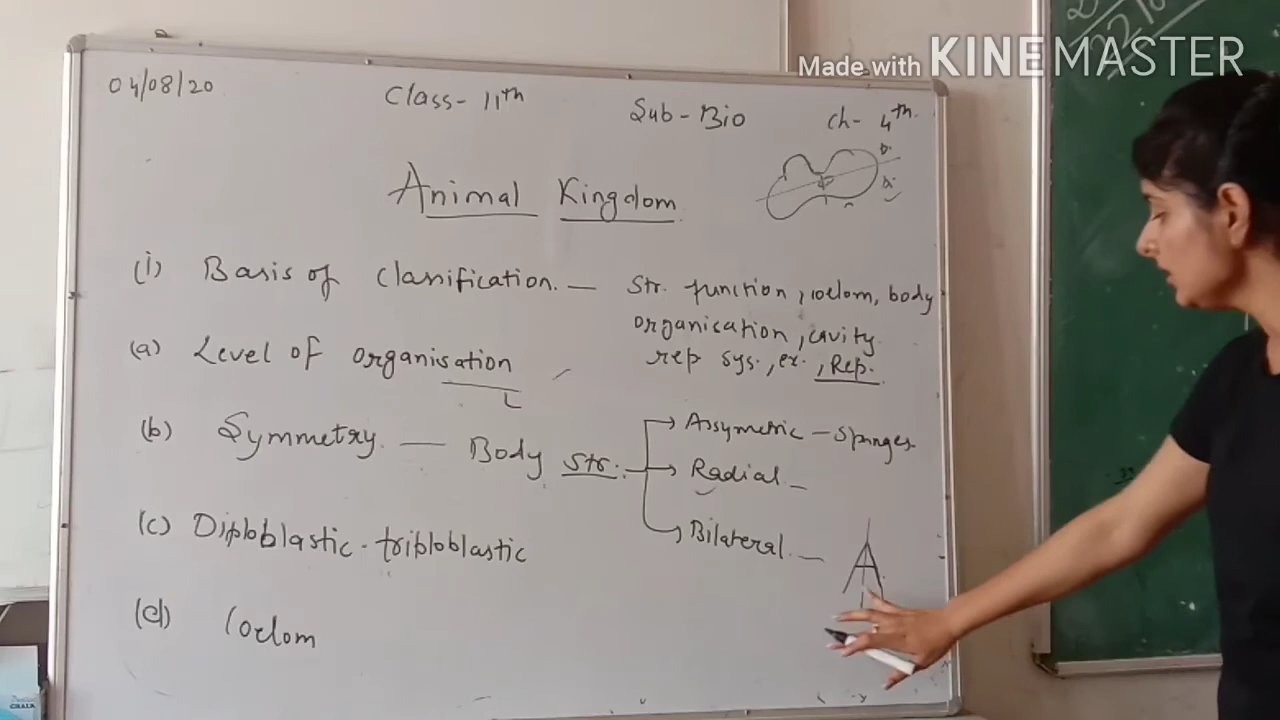 Made with KINEMASTER
04/08/20
Class- 11th
Sub- Bio
Ch- 4th
Animal Kingdom
(i) Basis of Classification. — Str. function, coelom, body
organisation, cavity
rep sys., ex., Rep.
(a) Level of organisation
(b) Symmetry. — Body str.
Assymetric - Sponges.
Radial -
Bilateral. -
A
(c) Diploblastic - triploblastic
(d) Coelom
CHALK